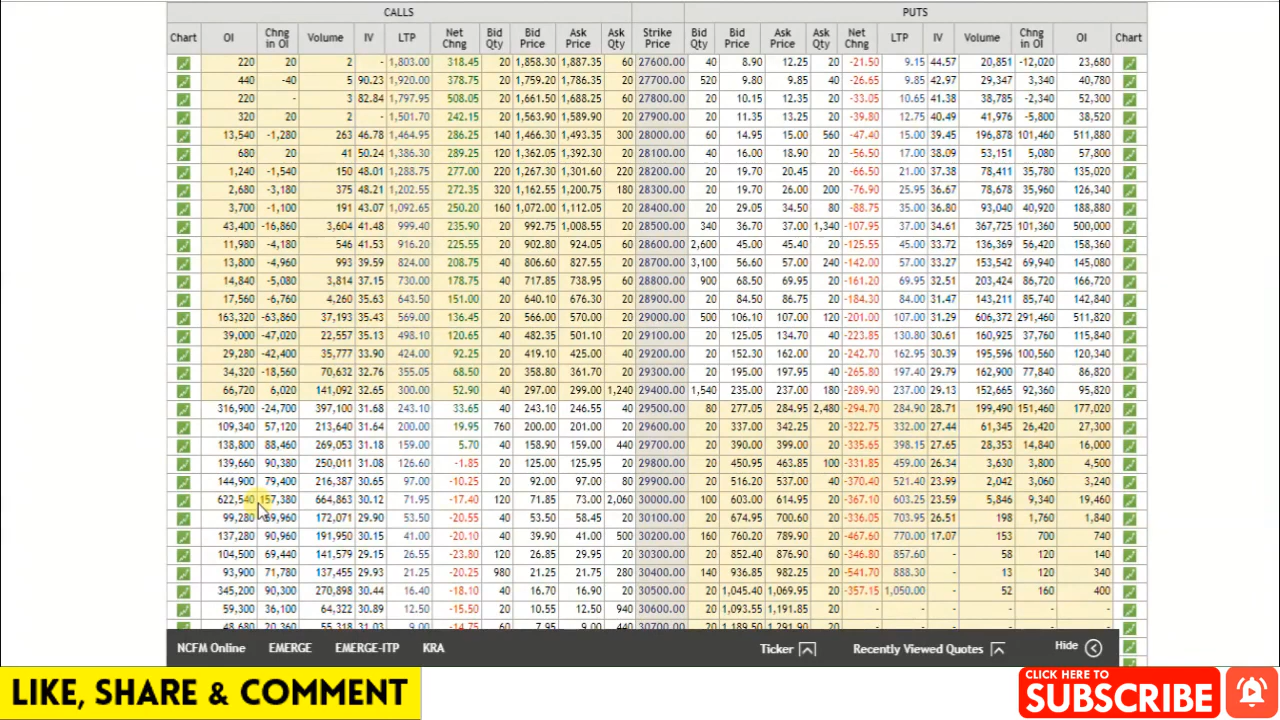 CALLS PUTS
Chart OI Chng in OI Volume IV LTP Net Chng Bid Qty Bid Price Ask Price Ask Qty Strike Price Bid Qty Bid Price Ask Price Ask Qty Net Chng LTP IV Volume Chng in OI OI Chart
220 20 2 - 1,803.00 318.45 20 1,858.30 1,887.35 60 27600.00 40 8.90 12.25 20 -21.50 9.15 44.57 20,851 -12,020 23,680
440 -40 5 90.23 1,920.00 378.75 20 1,759.20 1,786.35 20 27700.00 520 9.80 9.85 40 -26.65 9.85 42.97 29,347 3,340 40,780
220 - 3 82.84 1,797.95 508.05 20 1,661.50 1,688.25 60 27800.00 20 10.15 12.35 20 -33.05 10.65 41.38 38,785 -2,340 52,300
320 20 2 - 1,501.70 242.15 20 1,563.90 1,589.90 20 27900.00 20 11.35 13.25 20 -39.80 12.75 40.49 41,976 -5,800 38,520
13,540 -1,280 263 46.78 1,464.95 286.25 140 1,466.30 1,493.35 300 28000.00 60 14.95 15.00 560 -47.40 15.00 39.45 196,878 101,460 511,880
680 20 41 50.24 1,386.30 289.25 120 1,362.05 1,392.30 20 28100.00 40 16.00 18.90 20 -56.50 17.00 38.09 53,151 5,080 57,800
1,240 -1,540 150 48.01 1,288.75 277.00 220 1,267.30 1,301.60 220 28200.00 20 19.70 20.45 20 -66.50 21.00 37.38 78,411 35,780 135,020
2,680 -3,180 375 48.21 1,202.55 272.35 320 1,162.55 1,200.75 180 28300.00 20 19.70 26.00 200 -76.90 25.95 36.67 78,678 35,960 126,340
3,700 -1,100 191 43.07 1,092.65 250.20 160 1,072.00 1,112.05 20 28400.00 20 29.05 34.50 80 -88.75 35.00 36.80 93,040 40,920 188,880
43,400 -16,860 3,604 41.48 999.40 235.90 140 992.75 1,008.55 20 28500.00 340 36.70 37.00 1,340 -107.95 37.00 34.61 367,725 101,360 500,000
11,980 -4,180 546 41.53 916.20 225.55 20 902.80 924.05 60 28600.00 2,600 45.00 45.40 20 -125.55 45.00 33.72 136,369 56,420 158,360
13,800 -4,960 993 39.59 824.00 208.75 140 806.60 827.55 20 28700.00 3,100 56.60 57.00 240 -142.00 57.00 33.27 153,542 69,940 145,080
14,840 -5,080 3,814 37.15 730.00 178.75 140 717.85 738.95 60 28800.00 900 68.50 69.95 20 -161.20 69.95 32.51 203,424 86,720 166,720
17,560 -6,760 4,260 35.63 643.50 151.00 20 640.10 676.30 20 28900.00 20 84.50 86.75 20 -184.30 84.00 31.47 143,211 85,740 142,840
163,320 -63,860 37,193 35.43 569.00 136.45 20 566.00 570.00 20 29000.00 500 106.10 107.00 120 -201.00 107.00 31.29 606,372 291,460 511,820
39,000 -47,020 22,557 35.13 498.10 120.65 40 482.35 501.10 20 29100.00 20 125.05 134.70 40 -223.85 130.80 30.61 160,925 37,760 115,840
29,280 -42,400 35,777 33.90 424.00 92.25 20 419.10 425.00 40 29200.00 20 152.30 162.00 20 -242.70 162.95 30.39 195,596 100,560 120,340
34,320 -18,560 70,632 32.76 355.05 68.50 20 358.80 361.70 20 29300.00 20 195.00 197.95 40 -265.80 197.40 29.79 162,900 77,840 86,820
66,720 6,020 141,092 32.65 300.00 52.90 40 297.00 299.00 1,240 29400.00 1,540 235.00 237.00 180 -289.90 237.00 29.13 152,665 92,360 95,820
316,900 -24,700 397,100 31.68 243.10 33.65 40 243.10 246.55 40 29500.00 80 277.05 284.95 2,480 -294.70 284.90 28.71 199,490 151,460 177,020
109,340 57,120 213,640 31.64 200.00 19.95 760 200.00 201.00 20 29600.00 20 337.00 342.25 20 -322.75 332.00 27.44 61,345 26,420 27,300
138,800 88,460 269,053 31.18 159.00 5.70 40 158.90 159.00 440 29700.00 20 390.00 399.00 20 -335.65 398.15 27.65 28,353 14,840 16,000
139,660 90,380 250,011 31.08 126.60 -1.85 40 125.00 125.95 20 29800.00 20 450.95 463.85 100 -331.85 459.00 26.34 3,630 3,800 4,500
144,900 79,400 216,387 30.65 97.00 -10.25 20 92.00 97.00 80 29900.00 20 516.20 537.00 20 -370.40 521.40 23.99 2,042 3,060 3,240
622,540 157,380 664,863 30.12 71.95 -17.40 120 71.85 73.00 2,060 30000.00 100 603.00 614.95 20 -367.10 603.25 23.59 5,846 9,340 19,460
99,280 69,960 172,071 29.90 53.50 -20.55 40 53.50 58.45 20 30100.00 20 674.95 700.60 20 -336.05 703.95 26.51 198 1,760 1,840
137,280 90,960 191,950 30.15 41.00 -20.10 40 39.90 41.00 500 30200.00 160 760.20 789.90 20 -467.60 770.00 17.07 153 700 740
104,500 69,440 141,579 29.15 26.55 -23.80 120 26.85 29.95 20 30300.00 20 852.40 876.90 60 -346.80 857.60 - 58 120 140
93,900 71,780 137,455 29.93 21.25 -20.25 980 21.25 21.75 280 30400.00 140 936.85 982.25 20 -541.70 888.30 - 13 120 340
345,200 90,300 270,898 30.44 16.40 -18.10 40 16.70 16.90 20 30500.00 20 1,045.40 1,069.95 20 -357.15 1,050.00 - 52 160 400
59,300 36,100 64,322 30.89 12.50 -15.50 20 10.55 12.50 940 30600.00 20 1,093.55 1,191.85 20 - - - - - -
48,680 20,360 55,318 31.03 9.00 -14.75 60 7.95 9.00 440 30700.00 20 1,189.50 1,291.90 20 - - - - - -
NCFM Online EMERGE EMERGE-ITP KRA Ticker Recently Viewed Quotes Hide
LIKE, SHARE & COMMENT
CLICK HERE TO
SUBSCRIBE